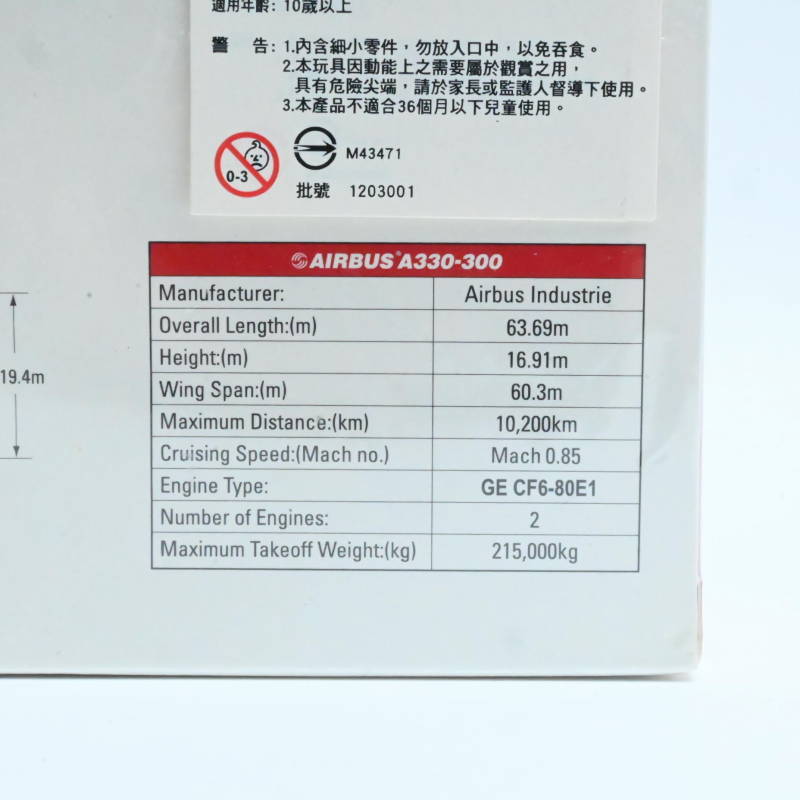 適用年齡: 10歲以上
警 告: 1.內含細小零件，勿放入口中，以免吞食。
2.本玩具因動能上之需要屬於觀賞之用，
具有危險尖端，請於家長或監護人督導下使用。
3.本產品不適合36個月以下兒童使用。
0-3
M43471
批號 1203001
AIRBUS A330-300
Manufacturer: Airbus Industrie
Overall Length:(m) 63.69m
Height:(m) 16.91m
19.4m
Wing Span:(m) 60.3m
Maximum Distance:(km) 10,200km
Cruising Speed:(Mach no.) Mach 0.85
Engine Type: GE CF6-80E1
Number of Engines: 2
Maximum Takeoff Weight:(kg) 215,000kg